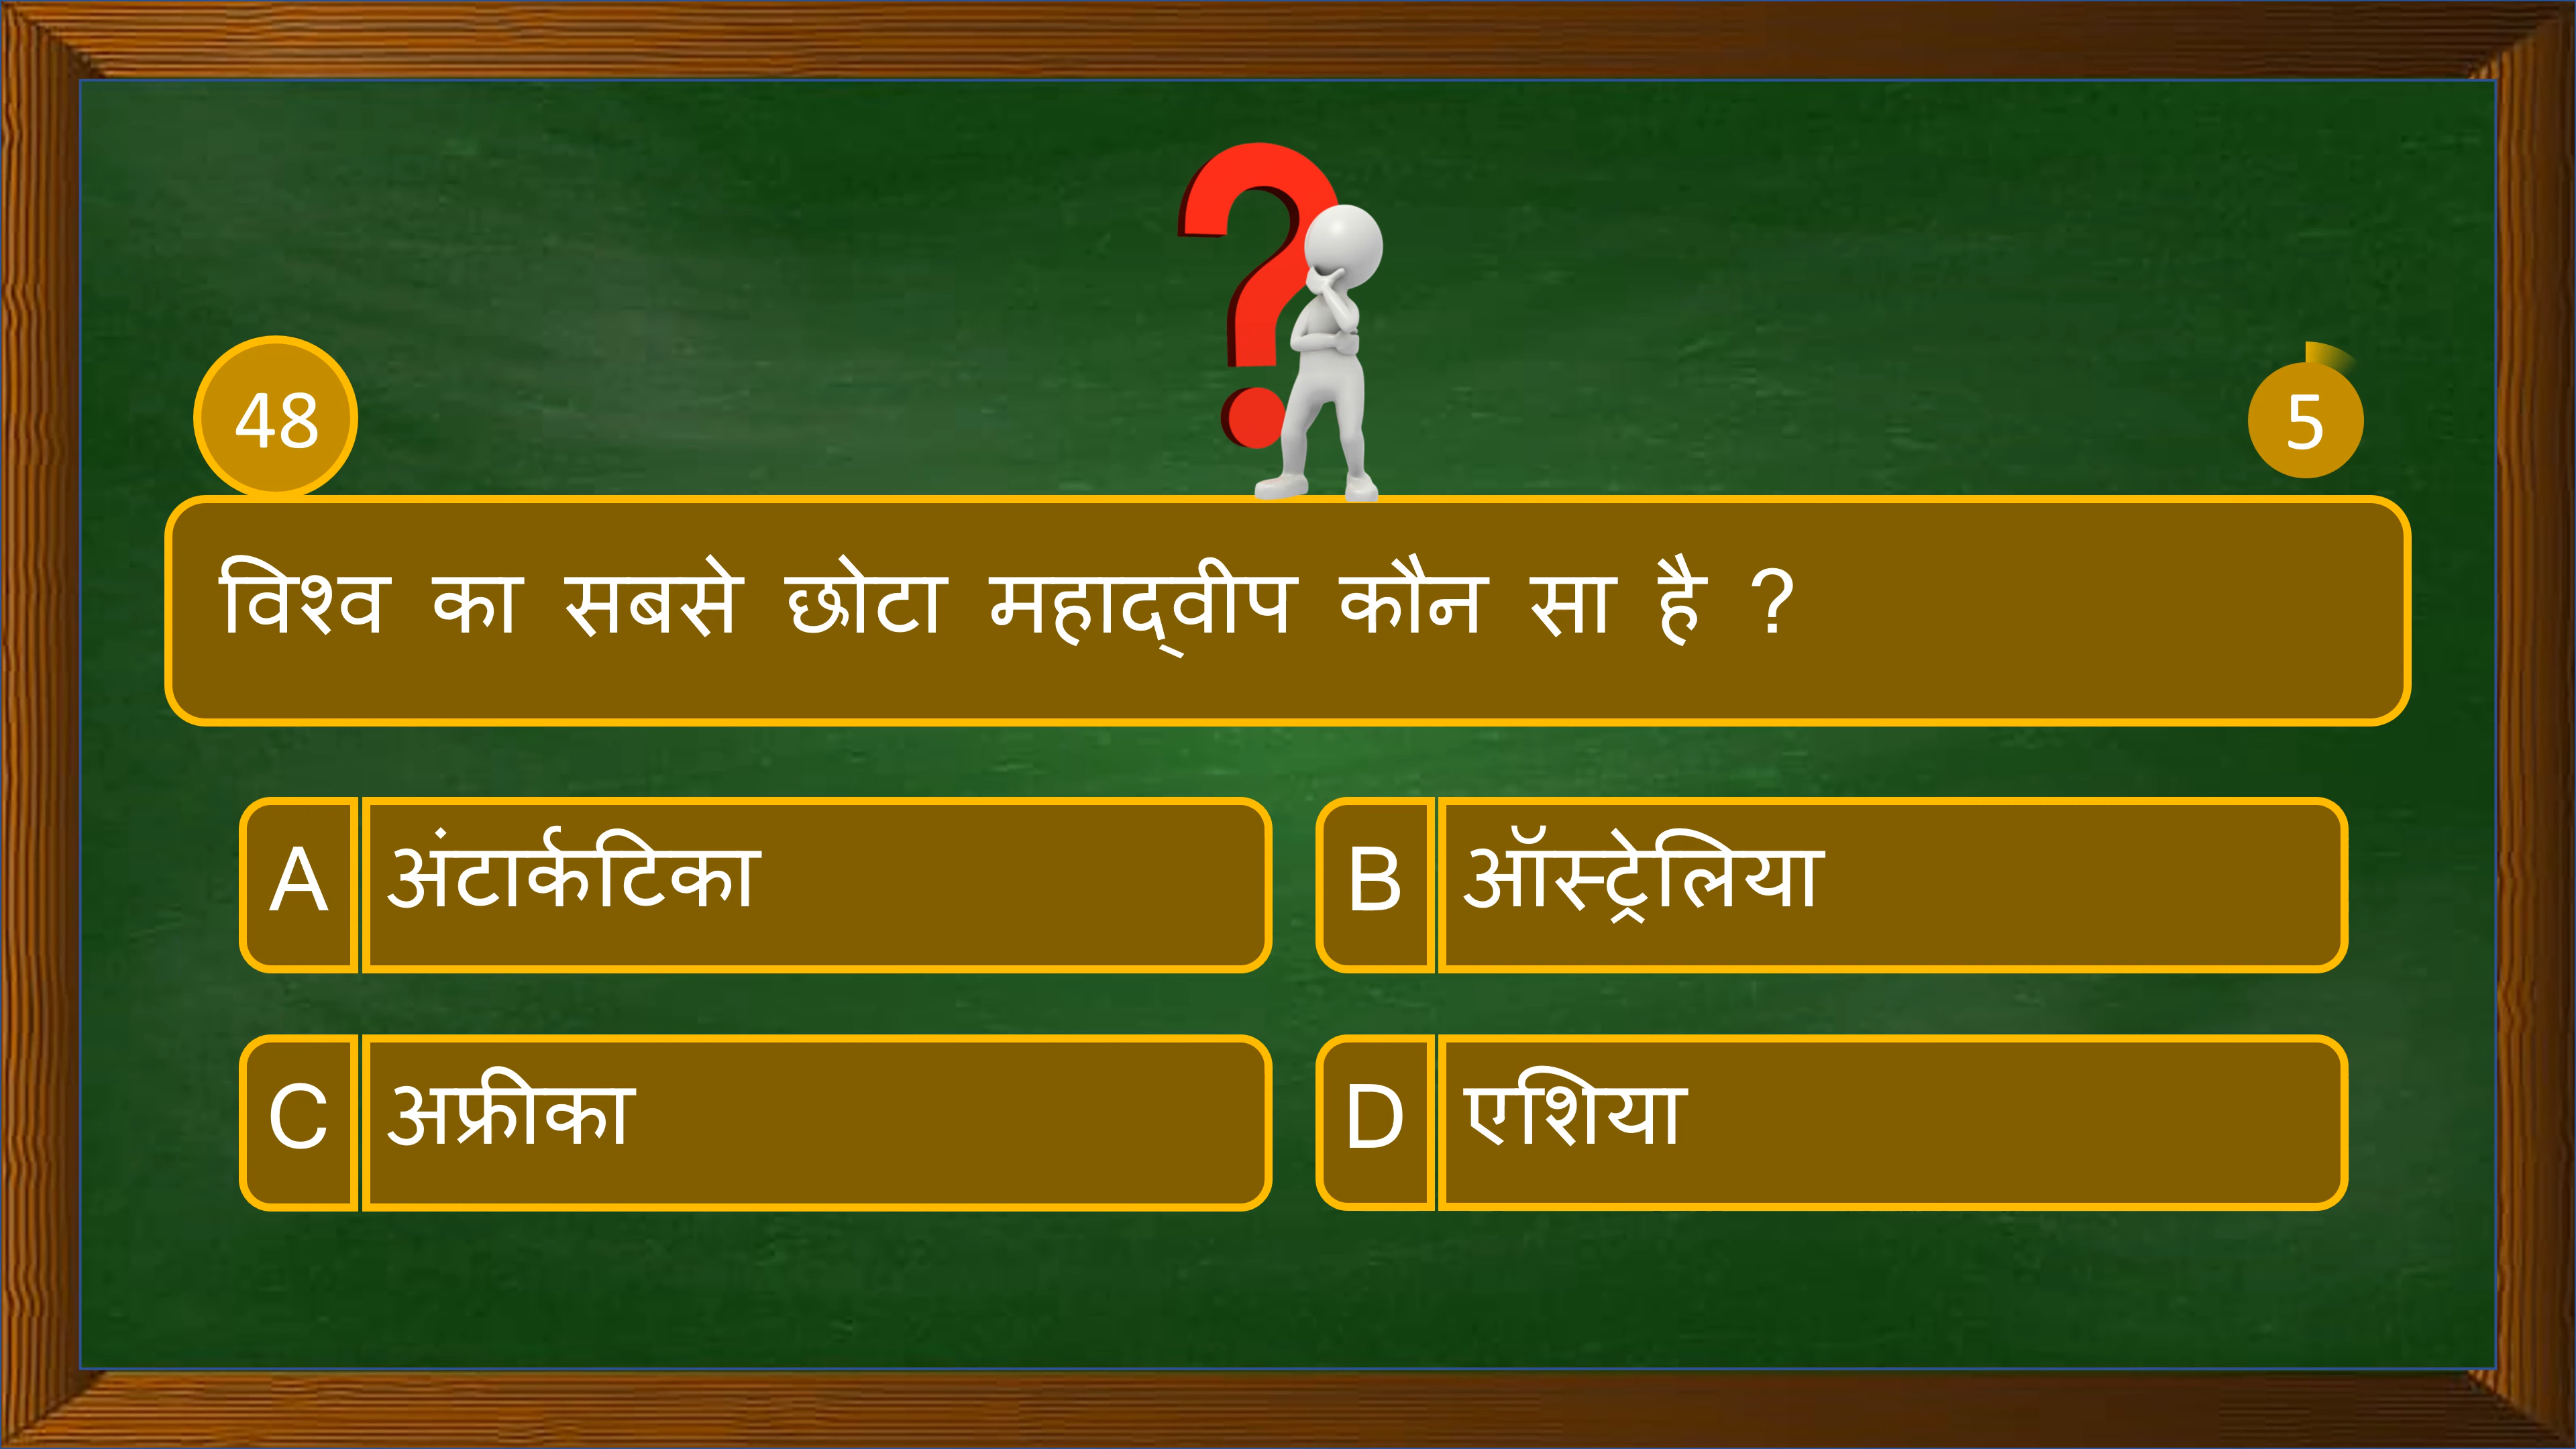 48
5
विश्व का सबसे छोटा महाद्‌वीप कौन सा है ?
A अंटार्कटिका
B ऑस्ट्रेलिया
C अफ्रीका
D एशिया